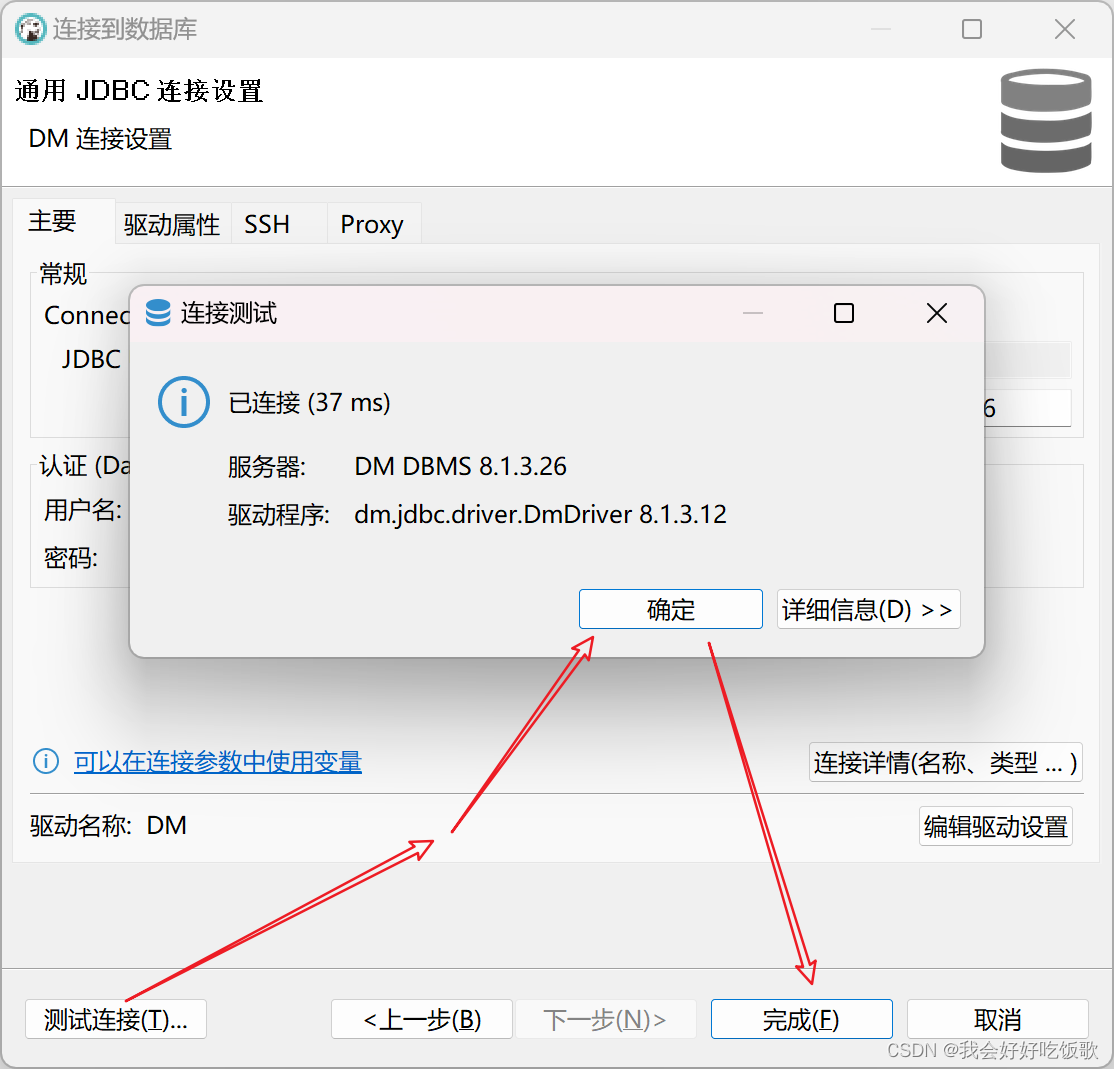 连接到数据库
通用 JDBC 连接设置
DM 连接设置
主要 驱动属性 SSH Proxy
常规
Connec
JDBC
6
连接测试
已连接 (37 ms)
服务器: DM DBMS 8.1.3.26
驱动程序: dm.jdbc.driver.DmDriver 8.1.3.12
确定 详细信息(D) >>
认证 (Da
用户名:
密码:
可以在连接参数中使用变量 连接详情(名称、类型 ... )
驱动名称: DM 编辑驱动设置
测试连接(T)... <上一步(B) 下一步(N)> 完成(F) 取消
CSDN @我会好好吃饭歌